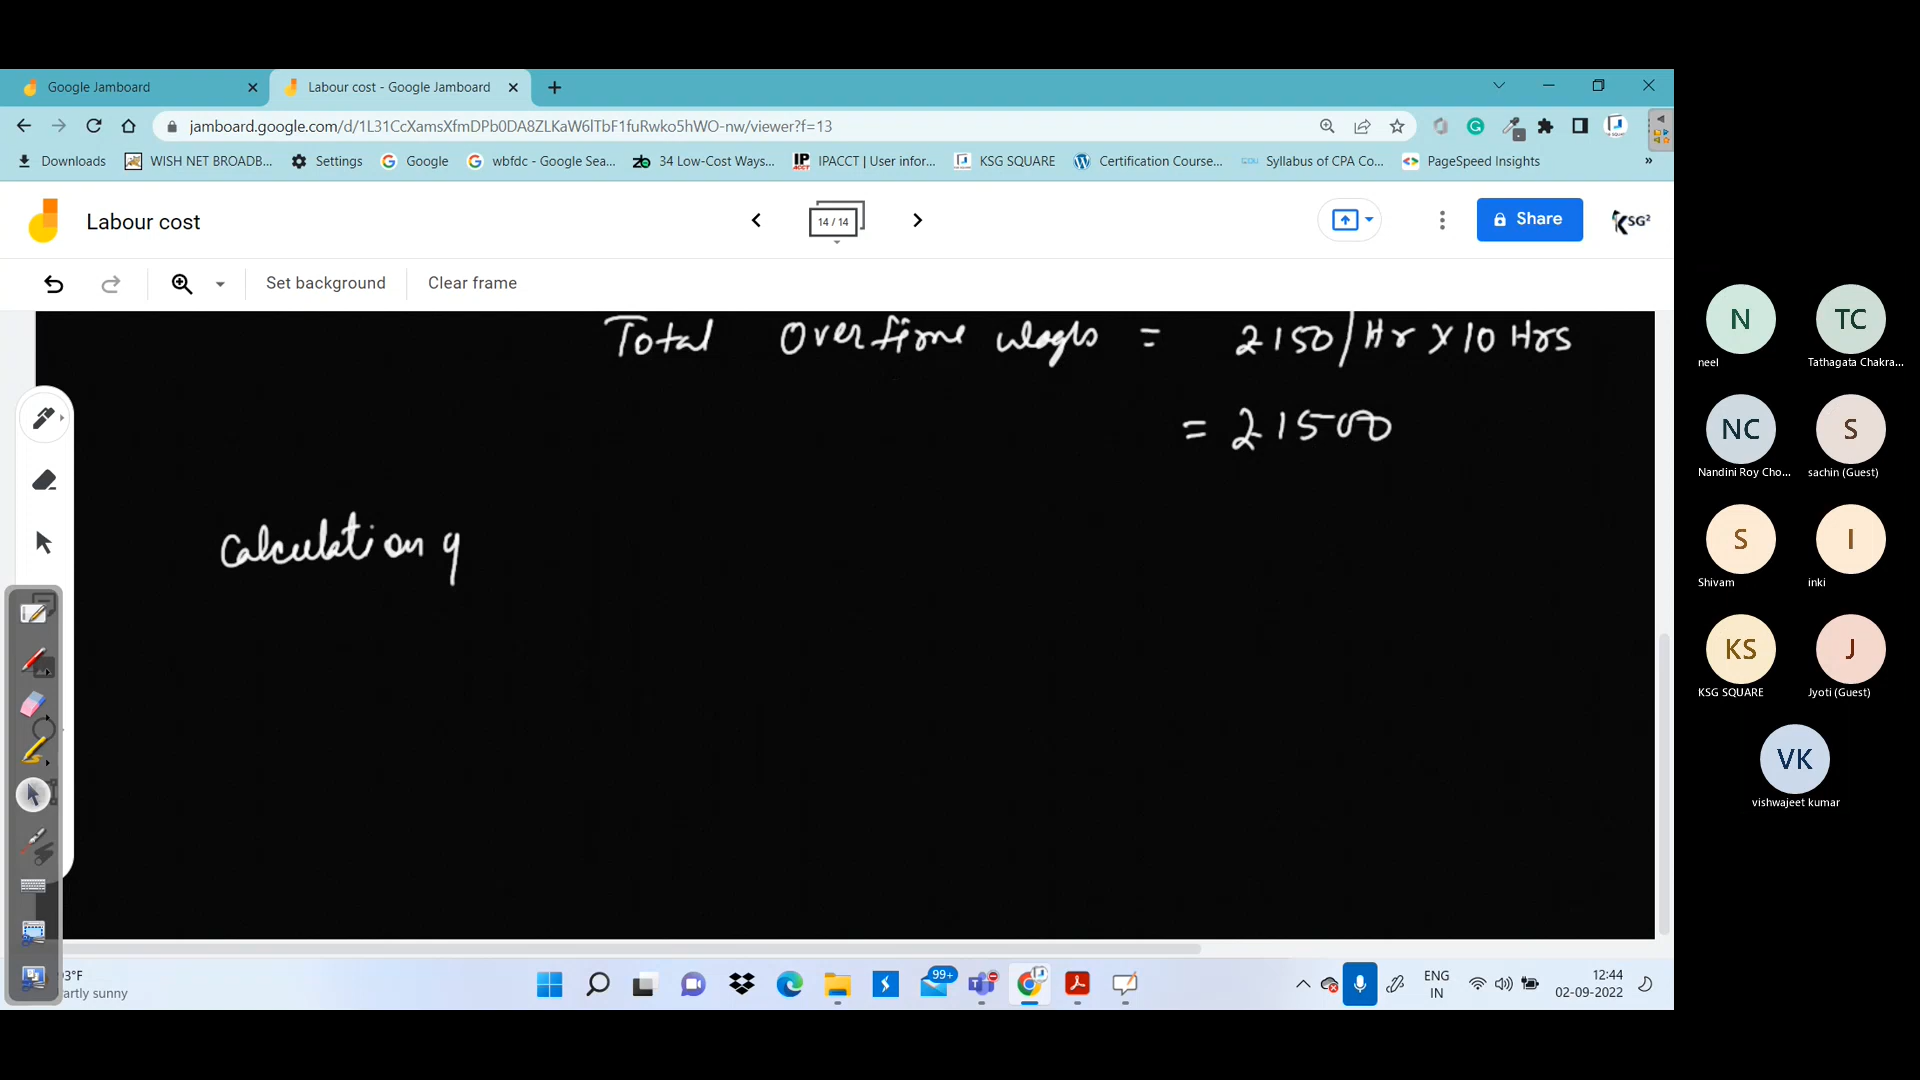 Google Jamboard
Labour cost - Google Jamboard
jamboard.google.com/d/1L31CcXamsXfmDPb0DA8ZLKaW6lTbF1fuRwko5hWO-nw/viewer?f=13
Downloads WISH NET BROADB... Settings Google wbfdc - Google Sea... 34 Low-Cost Ways... IPACCT | User infor... KSG SQUARE Certification Course... Syllabus of CPA Co... PageSpeed Insights »
Labour cost
14 / 14
Share
KSG²
Set background Clear frame
Total Overtime wages = 2150/Hr x 10 Hrs
= 21500
Calculation of
N
neel
TC
Tathagata Chakra...
NC
Nandini Roy Cho...
S
sachin (Guest)
S
Shivam
I
inki
KS
KSG SQUARE
J
Jyoti (Guest)
VK
vishwajeet kumar
93°F
artly sunny
99+
ENG
IN
12:44
02-09-2022